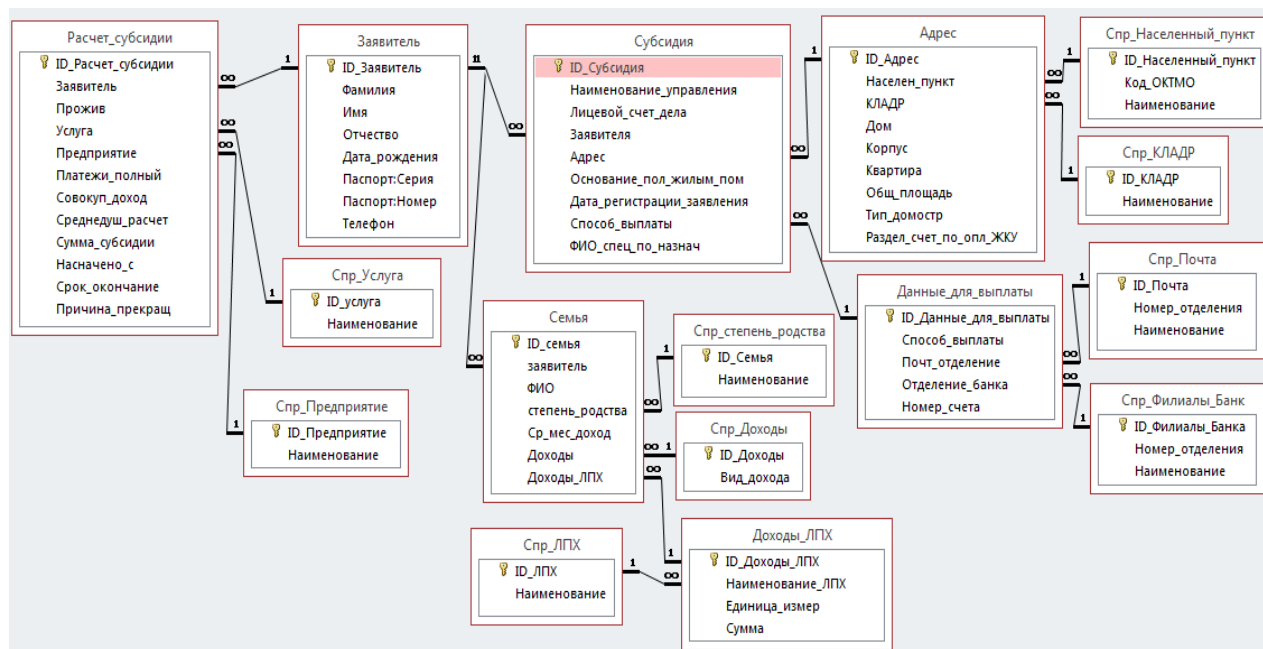 Расчет_субсидии
ID_Расчет_субсидии
Заявитель
Прожив
Услуга
Предприятие
Платежи_полный
Совокуп_доход
Среднедуш_расчет
Сумма_субсидии
Назначено_с
Срок_окончание
Причина_прекращ
Заявитель
ID_Заявитель
Фамилия
Имя
Отчество
Дата_рождения
Паспорт:Серия
Паспорт:Номер
Телефон
Субсидия
ID_Субсидия
Наименование_управления
Лицевой_счет_дела
Заявителя
Адрес
Основание_пол_жилым_пом
Дата_регистрации_заявления
Способ_выплаты
ФИО_спец_по_назнач
Адрес
ID_Адрес
Населен_пункт
КЛАДР
Дом
Корпус
Квартира
Общ_площадь
Тип_домостр
Раздел_счет_по_опл_ЖКУ
Спр_Населенный_пункт
ID_Населенный_пункт
Код_ОКТМО
Наименование
Спр_КЛАДР
ID_КЛАДР
Наименование
Спр_Услуга
ID_услуга
Наименование
Спр_Предприятие
ID_Предприятие
Наименование
Семья
ID_семья
заявитель
ФИО
степень_родства
Ср_мес_доход
Доходы
Доходы_ЛПХ
Спр_степень_родства
ID_Семья
Наименование
Спр_Доходы
ID_Доходы
Вид_дохода
Данные_для_выплаты
ID_Данные_для_выплаты
Способ_выплаты
Почт_отделение
Отделение_банка
Номер_счета
Спр_Почта
ID_Почта
Номер_отделения
Наименование
Спр_Филиалы_Банк
ID_Филиалы_Банка
Номер_отделения
Наименование
Спр_ЛПХ
ID_ЛПХ
Наименование
Доходы_ЛПХ
ID_Доходы_ЛПХ
Наименование_ЛПХ
Единица_измер
Сумма